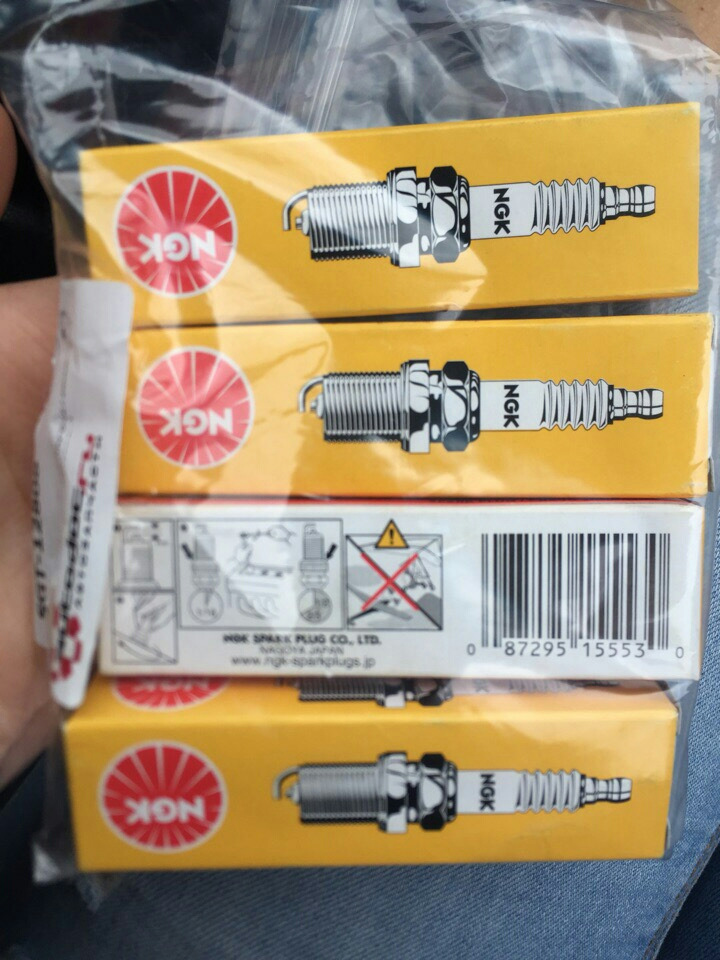 NGK
NGK
NGK
NGK
NGK SPARK PLUG CO., LTD.
NAGOYA JAPAN
www.ngk-sparkplugs.jp
0 87295 15553 0
NGK
NGK